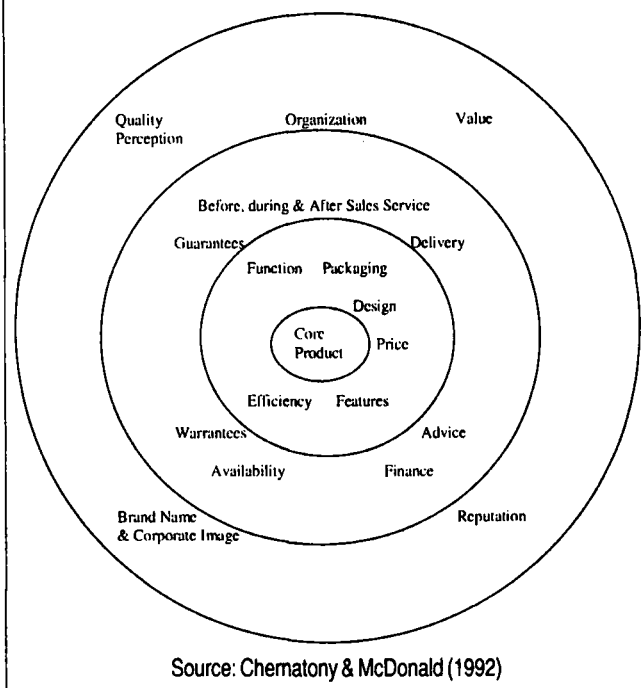 Quality Organization Value
Perception
Before, during & After Sales Service
Guarantees Delivery
Function Packaging
Design
Core
Product Price
Efficiency Features
Warrantees Advice
Availability Finance
Brand Name Reputation
& Corporate Image
Source: Chernatony & McDonald (1992)